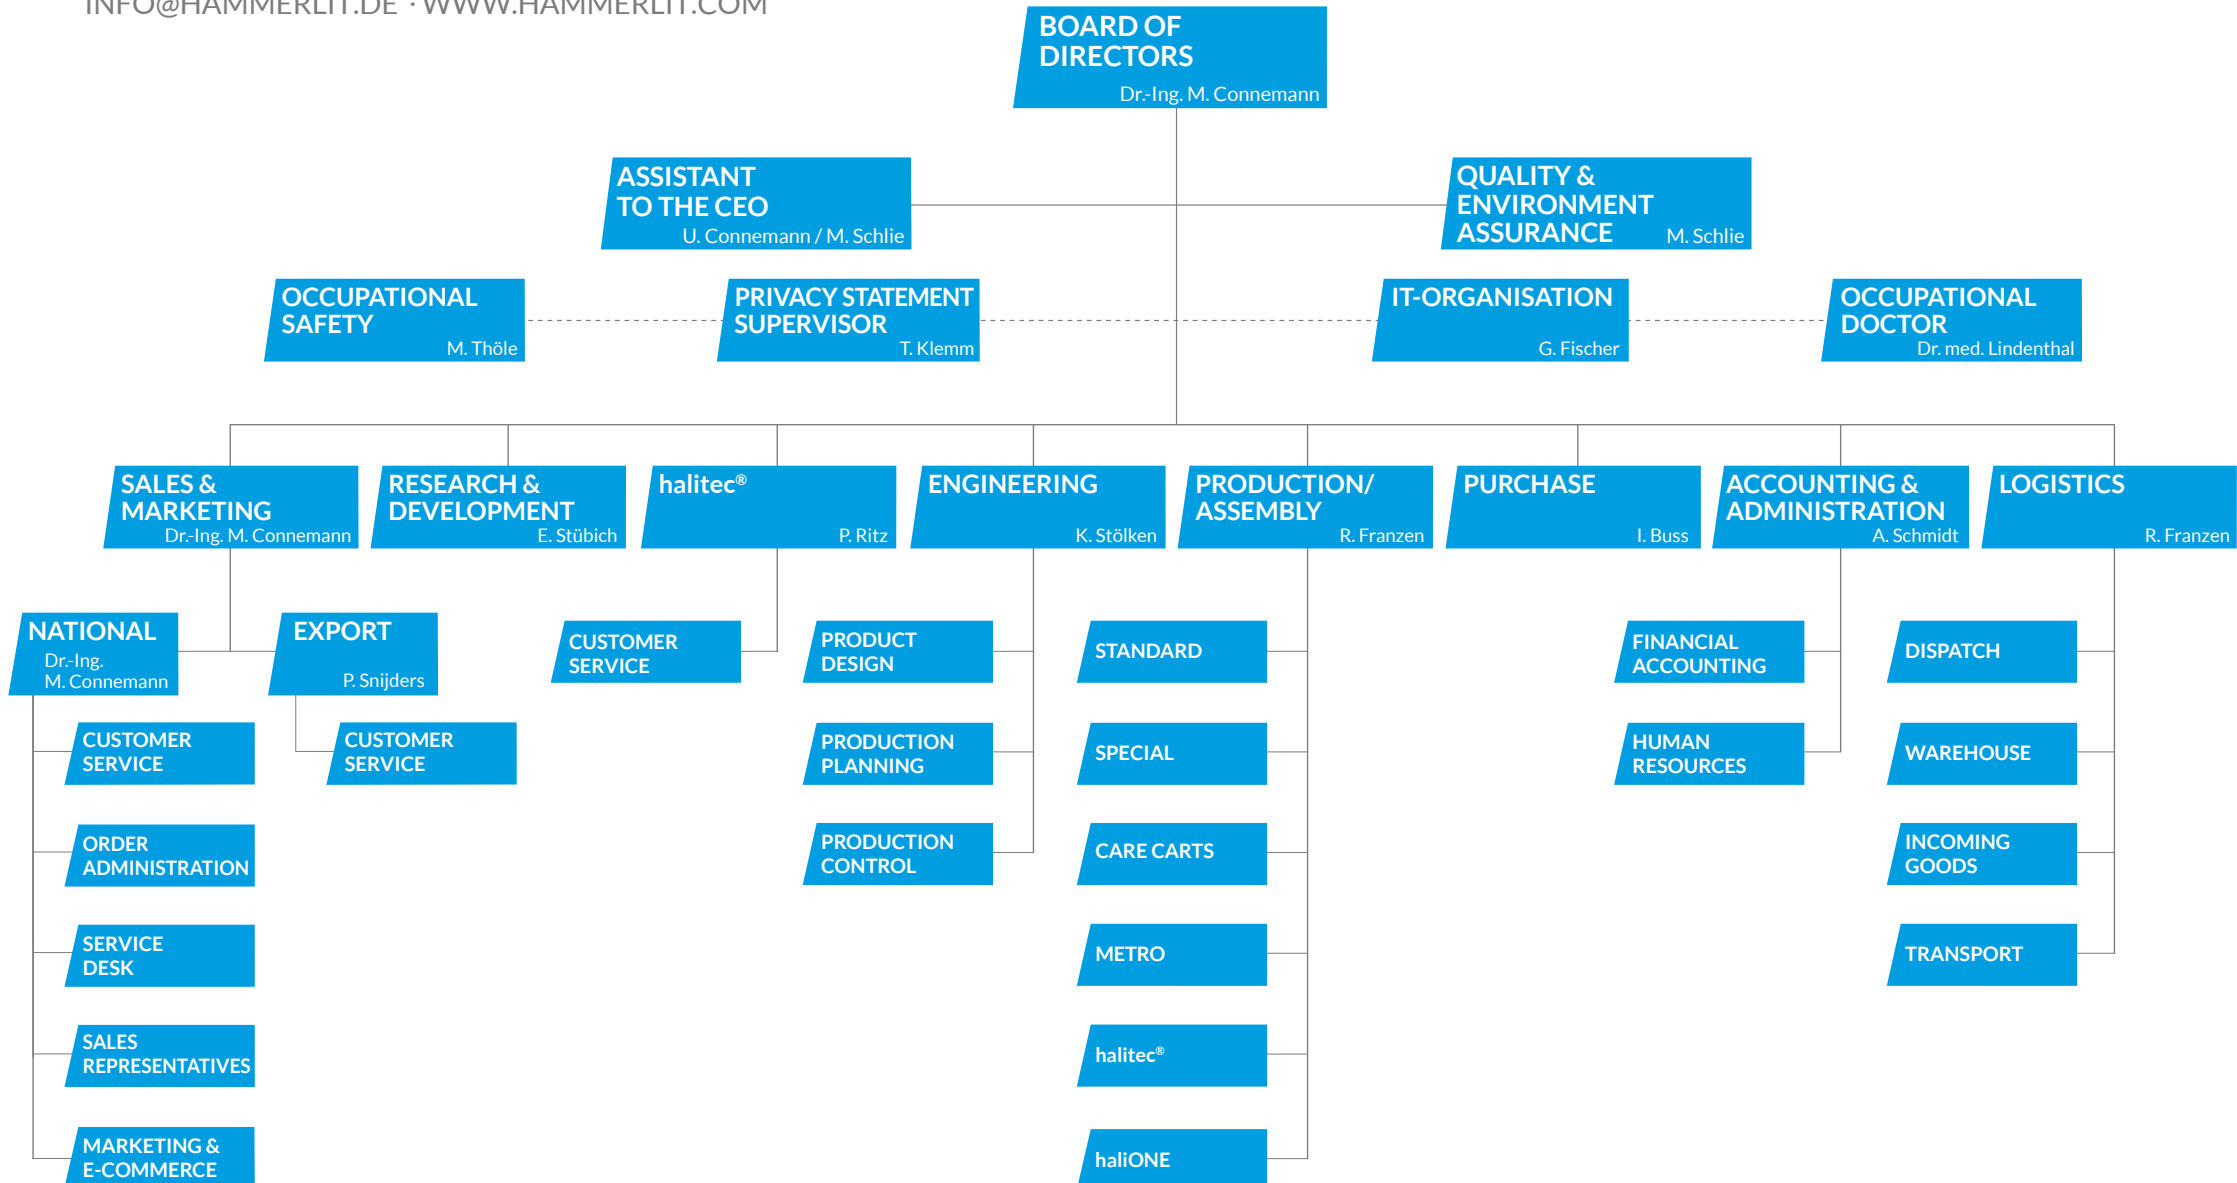 INFO@HAMMERLIT.DE · WWW.HAMMERLIT.COM
BOARD OF
DIRECTORS
Dr.-Ing. M. Connemann
ASSISTANT
TO THE CEO
U. Connemann / M. Schlie
QUALITY &
ENVIRONMENT
ASSURANCE M. Schlie
OCCUPATIONAL
SAFETY
M. Thöle
PRIVACY STATEMENT
SUPERVISOR
T. Klemm
IT-ORGANISATION
G. Fischer
OCCUPATIONAL
DOCTOR
Dr. med. Lindenthal
SALES &
MARKETING
Dr.-Ing. M. Connemann
RESEARCH &
DEVELOPMENT
E. Stübich
halitec®
P. Ritz
ENGINEERING
K. Stölken
PRODUCTION/
ASSEMBLY
R. Franzen
PURCHASE
I. Buss
ACCOUNTING &
ADMINISTRATION
A. Schmidt
LOGISTICS
R. Franzen
NATIONAL
Dr.-Ing.
M. Connemann
EXPORT
P. Snijders
CUSTOMER
SERVICE
PRODUCT
DESIGN
STANDARD
FINANCIAL
ACCOUNTING
DISPATCH
CUSTOMER
SERVICE
CUSTOMER
SERVICE
PRODUCTION
PLANNING
SPECIAL
HUMAN
RESOURCES
WAREHOUSE
ORDER
ADMINISTRATION
PRODUCTION
CONTROL
CARE CARTS
INCOMING
GOODS
SERVICE
DESK
METRO
TRANSPORT
SALES
REPRESENTATIVES
halitec®
MARKETING &
E-COMMERCE
haliONE